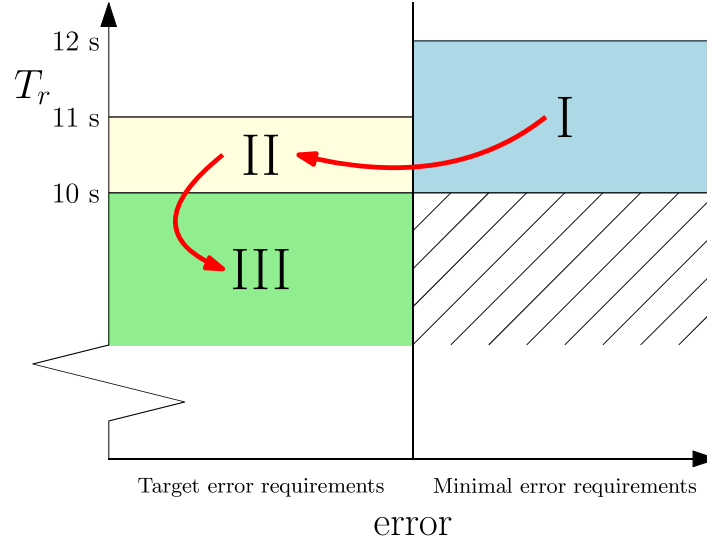 12 s
T_r
11 s
10 s
I
II
III
Target error requirements
Minimal error requirements
error